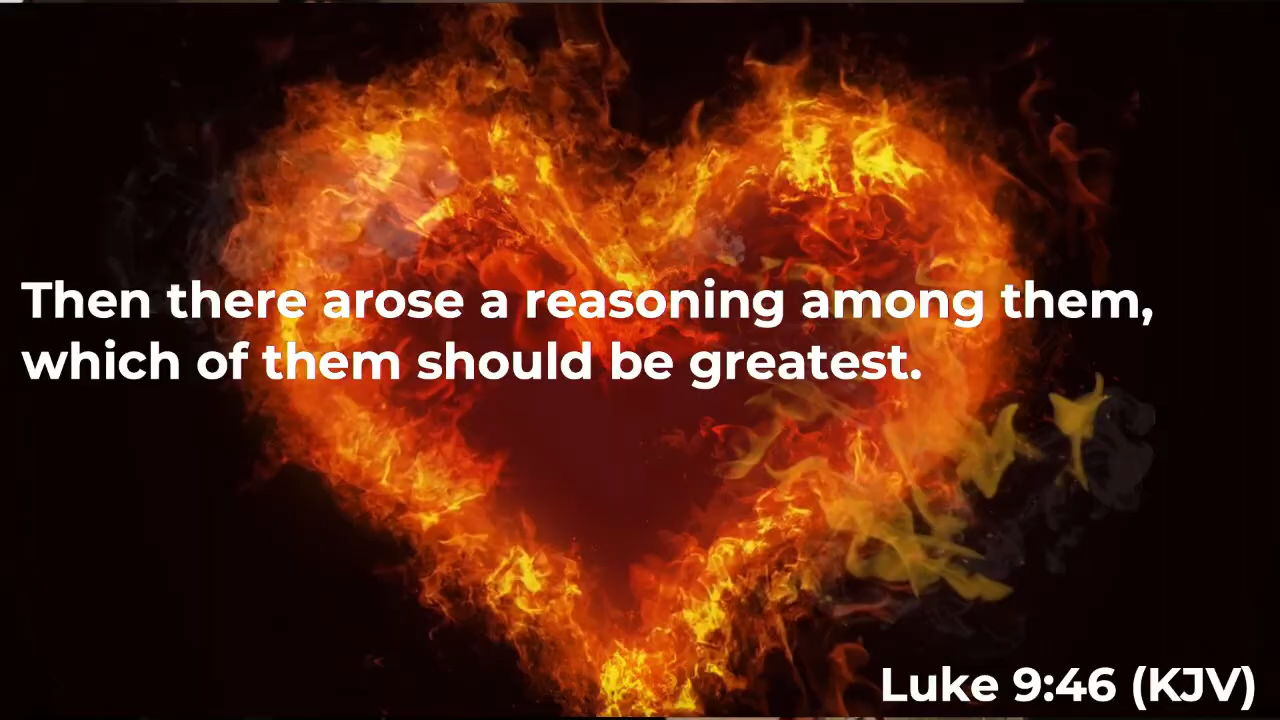 Then there arose a reasoning among them,
which of them should be greatest.
Luke 9:46 (KJV)